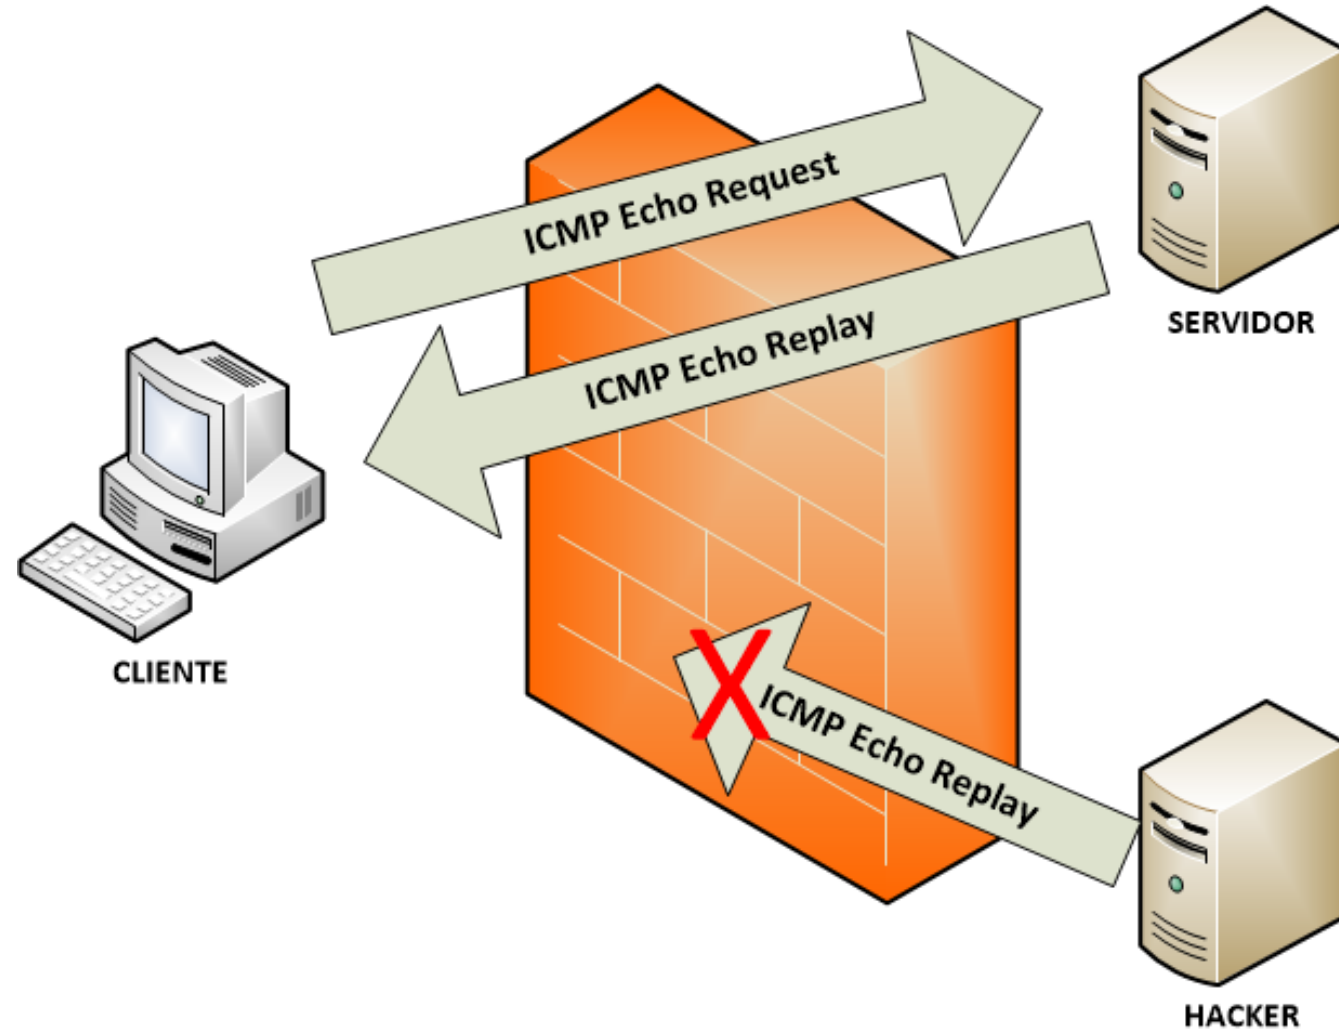 ICMP Echo Request
ICMP Echo Replay
SERVIDOR
CLIENTE
ICMP Echo Replay
HACKER